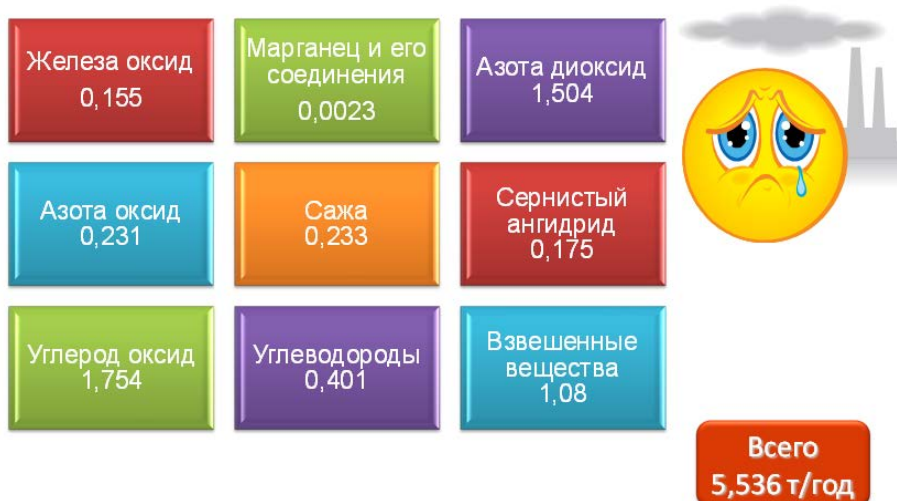 Железа оксид
0,155
Марганец и его
соединения
0,0023
Азота диоксид
1,504
Азота оксид
0,231
Сажа
0,233
Сернистый
ангидрид
0,175
Углерод оксид
1,754
Углеводороды
0,401
Взвешенные
вещества
1,08
Всего
5,536 т/год